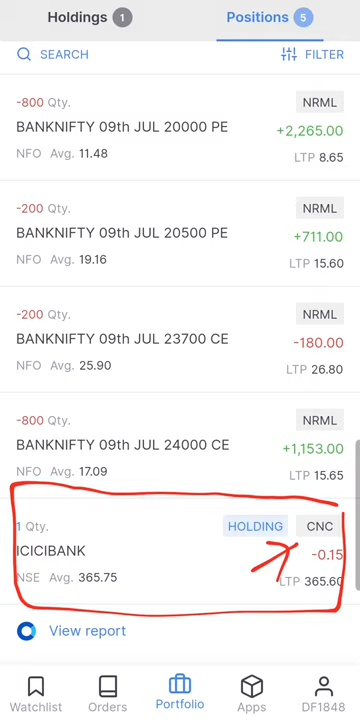 Holdings 1 Positions 5
SEARCH FILTER
-800 Qty. NRML
BANKNIFTY 09th JUL 20000 PE +2,265.00
NFO Avg. 11.48 LTP 8.65
-200 Qty. NRML
BANKNIFTY 09th JUL 20500 PE +711.00
NFO Avg. 19.16 LTP 15.60
-200 Qty. NRML
BANKNIFTY 09th JUL 23700 CE -180.00
NFO Avg. 25.90 LTP 26.80
-800 Qty. NRML
BANKNIFTY 09th JUL 24000 CE +1,153.00
NFO Avg. 17.09 LTP 15.65
1 Qty. HOLDING CNC
ICICIBANK -0.15
NSE Avg. 365.75 LTP 365.60
View report
Watchlist Orders Portfolio Apps DF1848